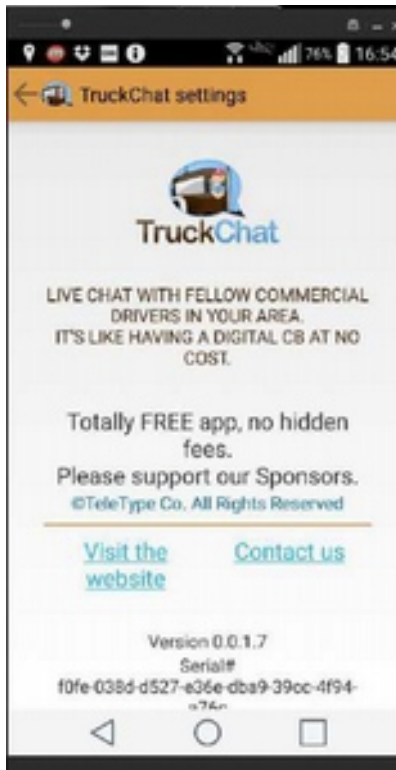 76% 16:54
TruckChat settings
TruckChat
LIVE CHAT WITH FELLOW COMMERCIAL
DRIVERS IN YOUR AREA.
IT'S LIKE HAVING A DIGITAL CB AT NO
COST.
Totally FREE app, no hidden
fees.
Please support our Sponsors.
©TeleType Co. All Rights Reserved
Visit the Contact us
website
Version 0.0.1.7
Serial#
f0fe-038d-d527-e36e-dba9-39cc-4f94-